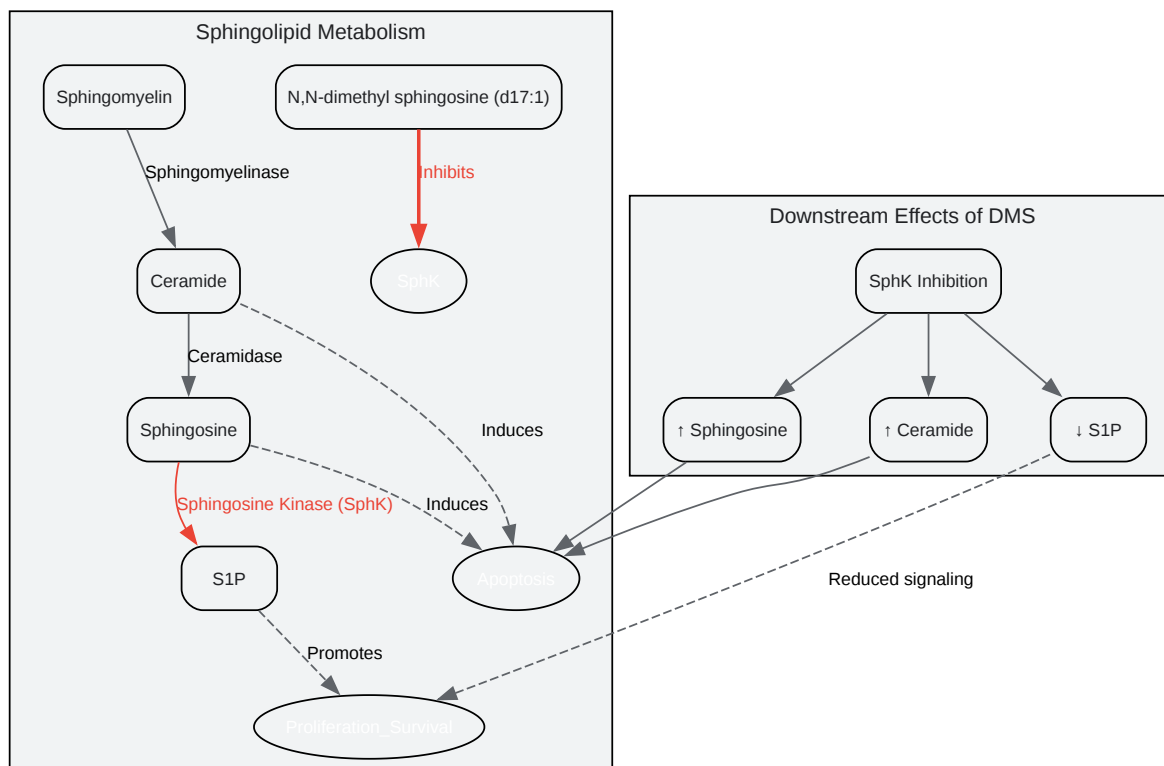 Sphingolipid Metabolism
Sphingomyelin
N,N-dimethyl sphingosine (d17:1)
Sphingomyelinase
Inhibits
Ceramide
SphK
Ceramidase
Sphingosine
Induces
Sphingosine Kinase (SphK)
Induces
S1P
Apoptosis
Promotes
Proliferation_Survival
Downstream Effects of DMS
SphK Inhibition
↑ Sphingosine
↑ Ceramide
↓ S1P
Reduced signaling